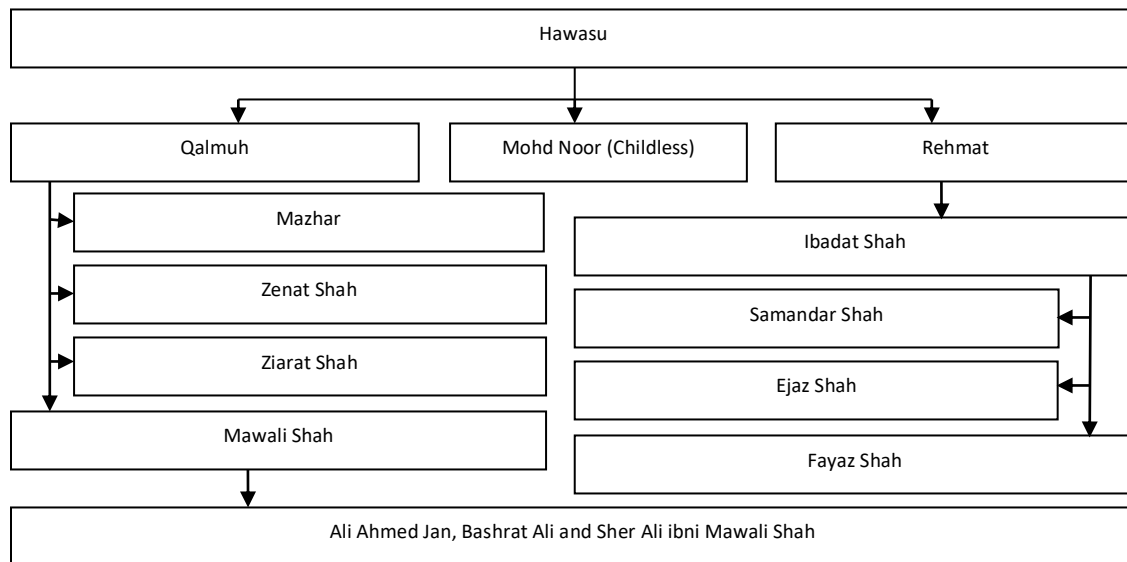 Hawasu
Qalmuh
Mohd Noor (Childless)
Rehmat
Mazhar
Zenat Shah
Ziarat Shah
Mawali Shah
Ibadat Shah
Samandar Shah
Ejaz Shah
Fayaz Shah
Ali Ahmed Jan, Bashrat Ali and Sher Ali ibni Mawali Shah